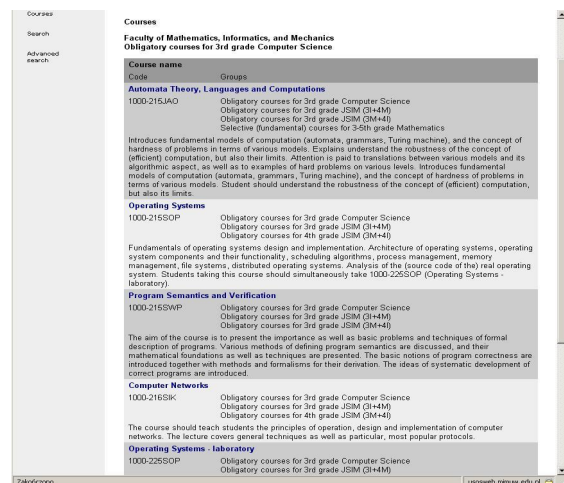 Courses
Search
Advanced
search
Courses
Faculty of Mathematics, Informatics, and Mechanics
Obligatory courses for 3rd grade Computer Science
Course name
Code Groups
Automata Theory, Languages and Computations
1000-215JAO Obligatory courses for 3rd grade Computer Science
Obligatory courses for 3rd grade JSIM (3I+4M)
Obligatory courses for 3rd grade JSIM (3M+4I)
Selective (fundamental) courses for 3-5th grade Mathematics
Introduces fundamental models of computation (automata, grammars, Turing machine), and the concept of
hardness of problems in terms of various models. Explains understand the robustness of the concept of
(efficient) computation, but also their limits. Attention is paid to translations between various models and its
algorithmic aspect, as well as to examples of hard problems on various levels. Introduces fundamental
models of computation (automata, grammars, Turing machine), and the concept of hardness of problems in
terms of various models. Student should understand the robustness of the concept of (efficient) computation,
but also its limits.
Operating Systems
1000-215SOP Obligatory courses for 3rd grade Computer Science
Obligatory courses for 3rd grade JSIM (3I+4M)
Obligatory courses for 4th grade JSIM (3M+4I)
Fundamentals of operating systems design and implementation. Architecture of operating systems, operating
system components and their functionality, scheduling algorithms, process management, memory
management, file systems, distributed operating systems. Analysis of the (source code of the) real operating
system. Students taking this course should simultaneously take 1000-225SOP (Operating Systems -
laboratory).
Program Semantics and Verification
1000-215SWP Obligatory courses for 3rd grade Computer Science
Obligatory courses for 3rd grade JSIM (3I+4M)
Obligatory courses for 3rd grade JSIM (3M+4I)
The aim of the course is to present the importance as well as basic problems and techniques of formal
description of programs. Various methods of defining program semantics are discussed, and their
mathematical foundations as well as techniques are presented. The basic notions of program correctness are
introduced together with methods and formalisms for their derivation. The ideas of systematic development of
correct programs are introduced.
Computer Networks
1000-216SIK Obligatory courses for 3rd grade Computer Science
Obligatory courses for 3rd grade JSIM (3I+4M)
Obligatory courses for 4th grade JSIM (3M+4I)
The course should teach students the principles of operation, design and implementation of computer
networks. The lecture covers general techniques as well as particular, most popular protocols.
Operating Systems - laboratory
1000-225SOP Obligatory courses for 3rd grade Computer Science
Obligatory courses for 3rd grade JSIM (3I+4M)
Zakończono usosweb.mimuw.edu.pl